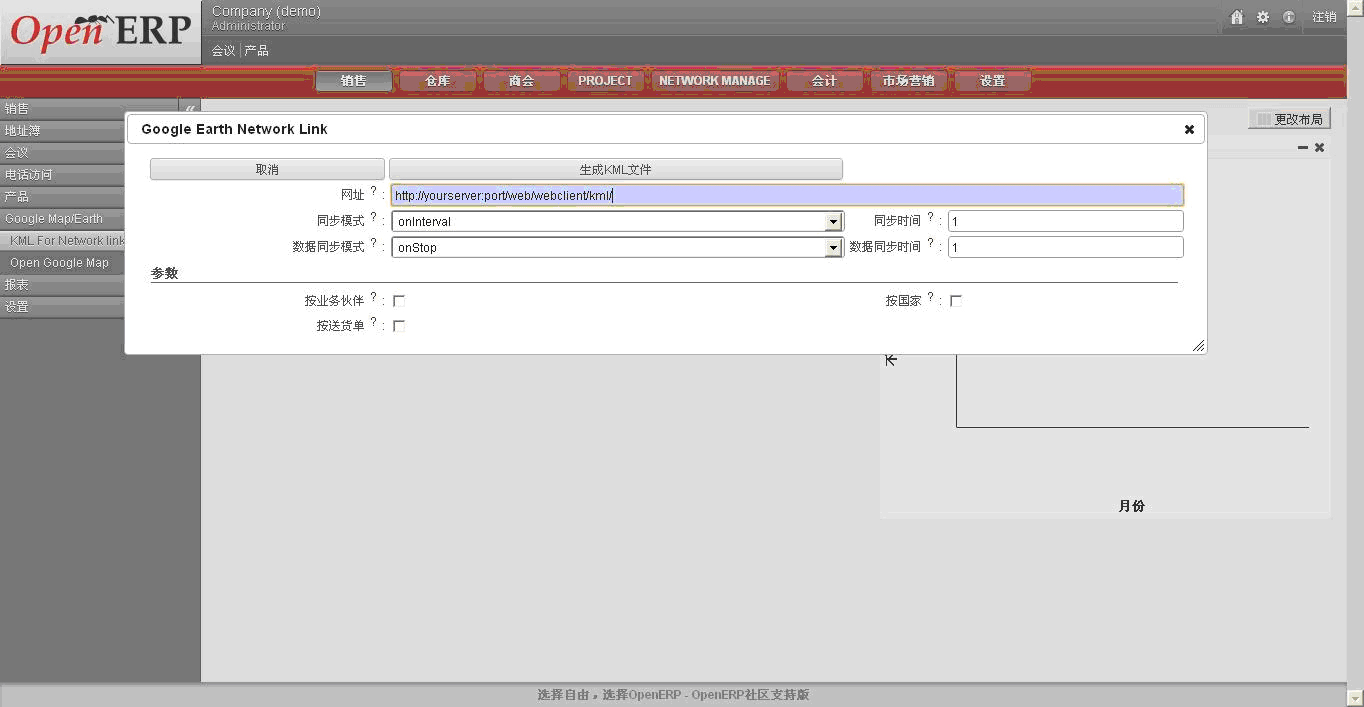 Open ERP
Company (demo)
Administrator
会议 | 产品
注销
销售 仓库 商会 PROJECT NETWORK MANAGE 会计 市场营销 设置
销售 «
地址簿
会议
电话访问
产品
Google Map/Earth
KML For Network link
Open Google Map
报表
设置
更改布局
Google Earth Network Link
取消 生成KML文件
网址 ? : http://yourserver:port/web/webclient/kml/
同步模式 ? : onInterval 同步时间 ? : 1
数据同步模式 ? : onStop 数据同步时间 ? : 1
参数
按业务伙伴 ? : 按国家 ? :
按送货单 ? :
月份
选择自由，选择OpenERP - OpenERP社区支持版